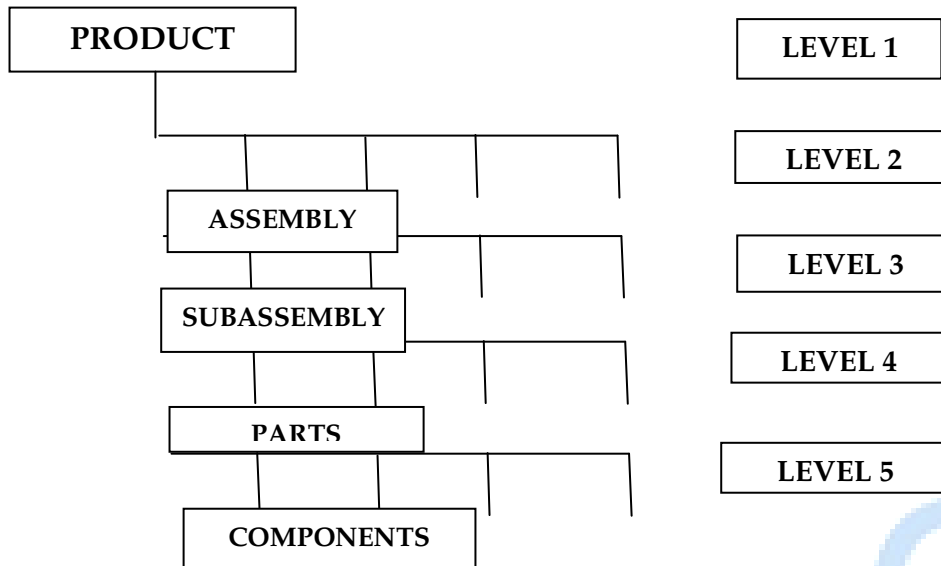 PRODUCT
LEVEL 1
LEVEL 2
ASSEMBLY
LEVEL 3
SUBASSEMBLY
LEVEL 4
PARTS
LEVEL 5
COMPONENTS